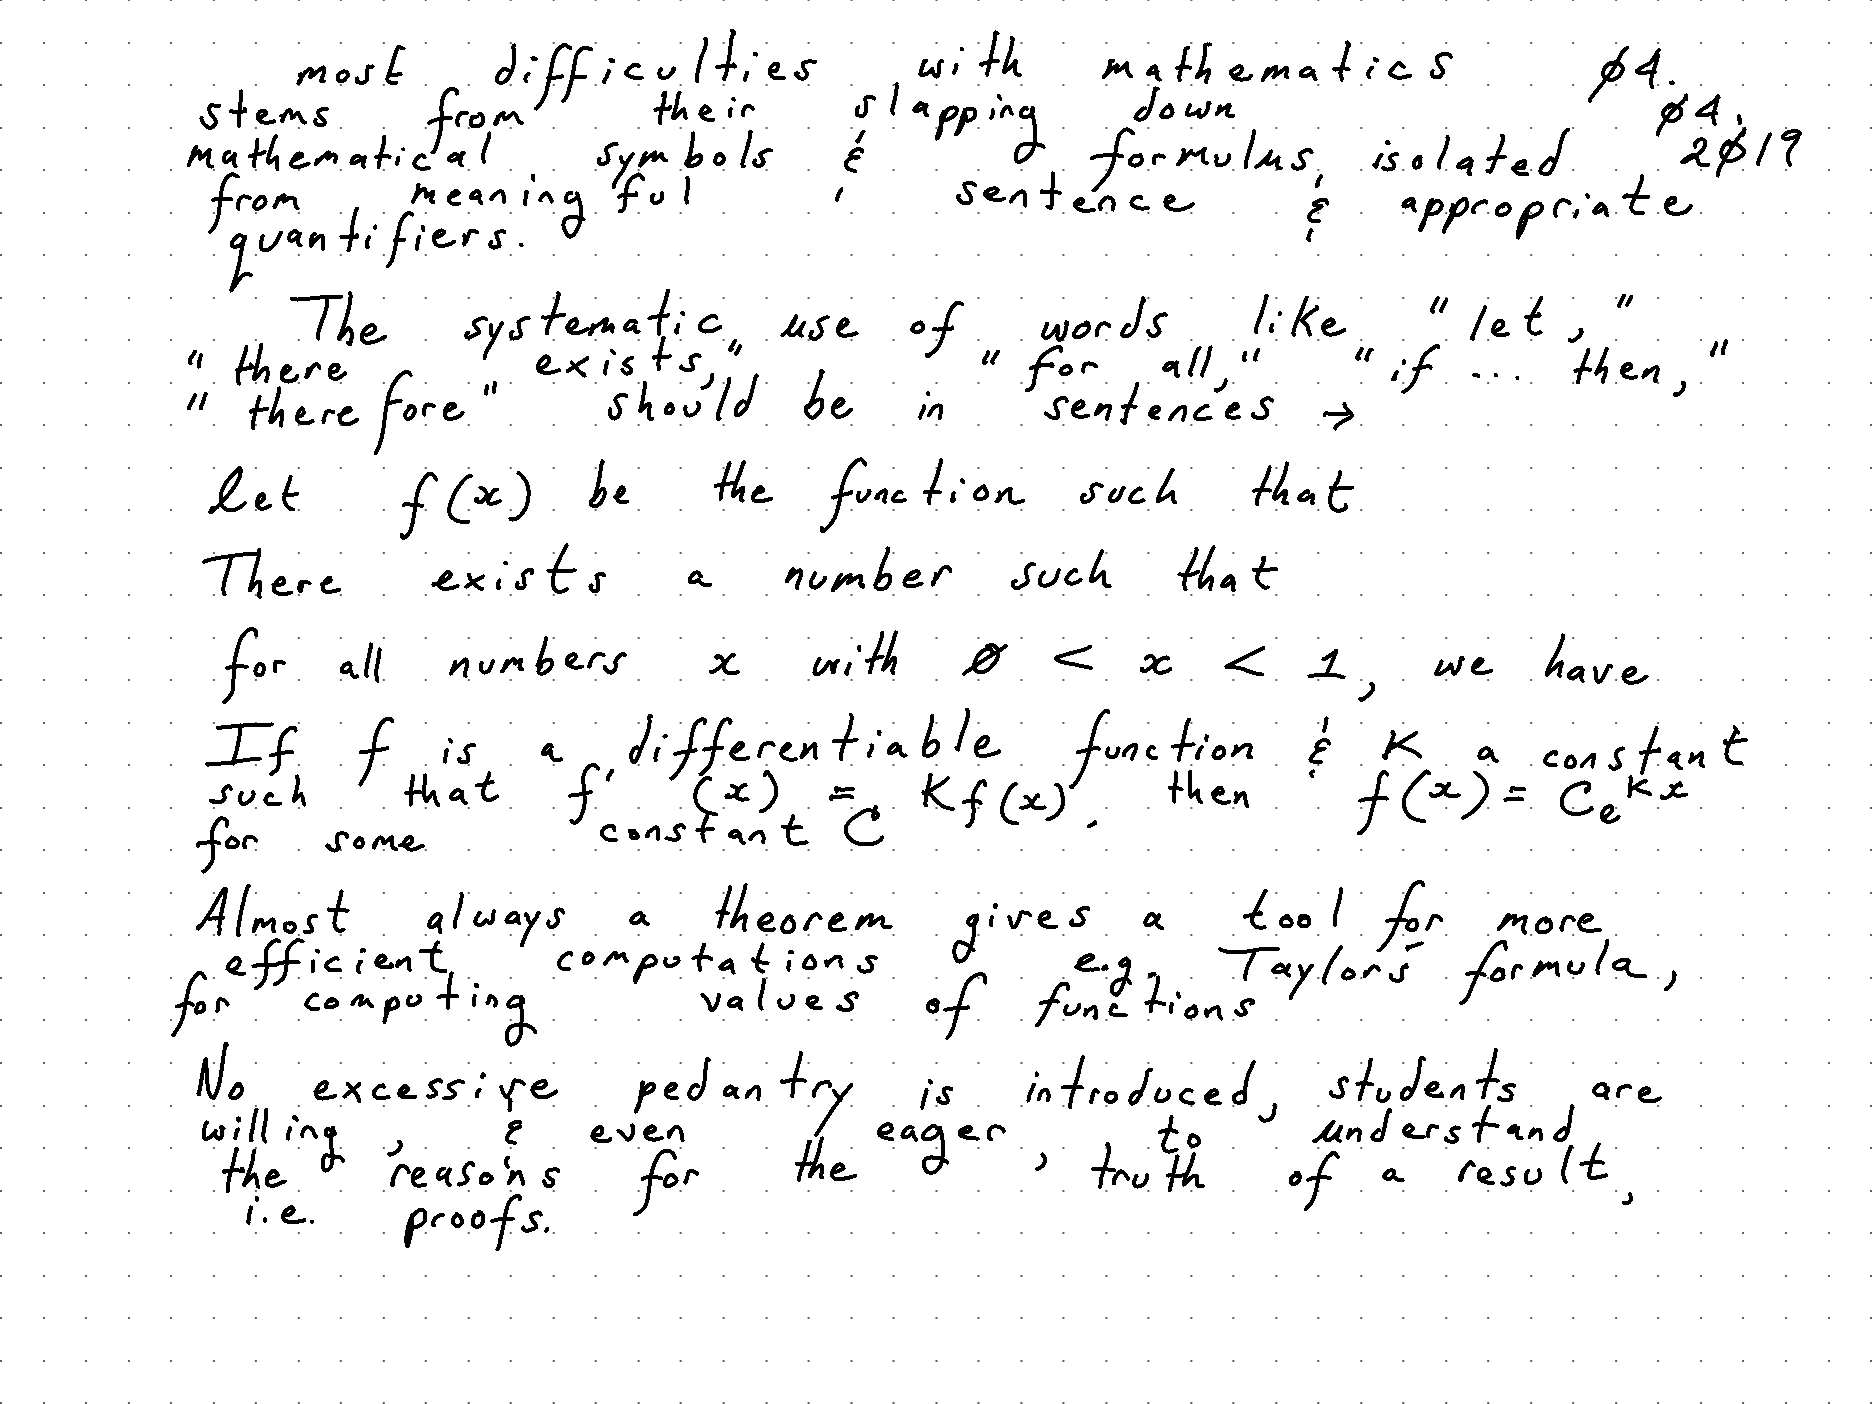 most difficulties with mathematics ø4.
stems from their slapping down ø4.
mathematical symbols & formulus, isolated 2ø19
from meaningful sentence & appropriate
quantifiers.
The systematic use of words like "let,"
"there exists," "for all," "if ... then,"
"therefore" should be in sentences →
let f(x) be the function such that
There exists a number such that
for all numbers x with ø < x < 1, we have
If f is a differentiable function & K a constant
such that f'(x) = Kf(x), then f(x) = Ce^Kx
for some constant C
Almost always a theorem gives a tool for more
efficient computations e.g. Taylor's formula,
for computing values of functions
No excessive pedantry is introduced, students are
willing, & even eager, to understand
the reasons for the truth of a result,
i.e. proofs.